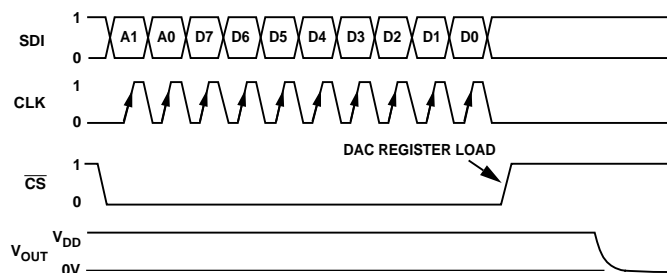 SDI
1
0
A1 A0 D7 D6 D5 D4 D3 D2 D1 D0
CLK
1
0
DAC REGISTER LOAD
CS
1
0
VOUT
VDD
0V